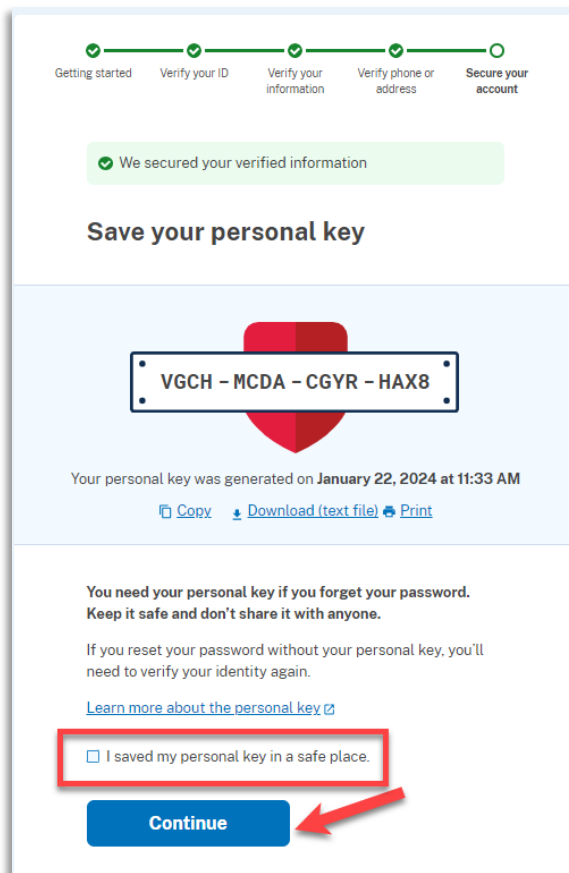 Getting started
Verify your ID
Verify your
information
Verify phone or
address
Secure your
account
We secured your verified information
Save your personal key
VGCH – MCDA – CGYR – HAX8
Your personal key was generated on January 22, 2024 at 11:33 AM
Copy Download (text file) Print
You need your personal key if you forget your password.
Keep it safe and don’t share it with anyone.
If you reset your password without your personal key, you’ll
need to verify your identity again.
Learn more about the personal key
I saved my personal key in a safe place.
Continue